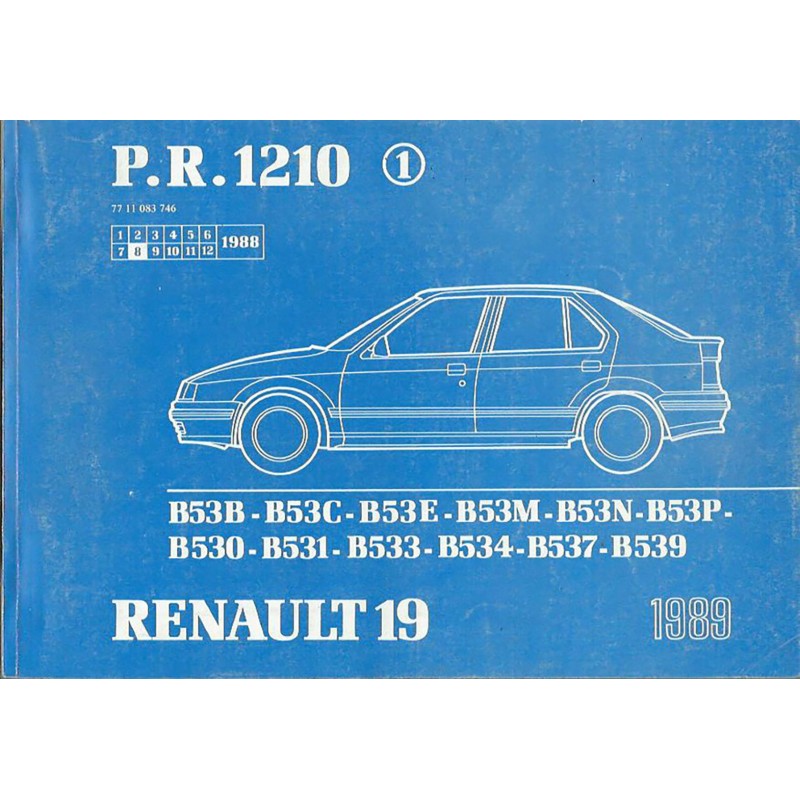 P.R.1210 ①
77 11 083 746
1 2 3 4 5 6
7 8 9 10 11 12 1988
B53B - B53C - B53E - B53M - B53N - B53P -
B530 - B531 - B533 - B534 - B537 - B539
RENAULT 19 1989